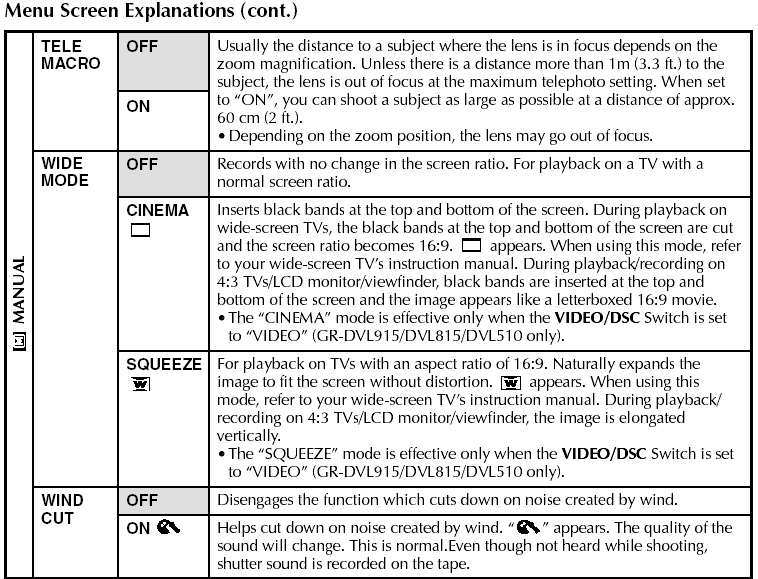 Menu Screen Explanations (cont.)
MANUAL
TELE
MACRO
OFF
ON
Usually the distance to a subject where the lens is in focus depends on the
zoom magnification. Unless there is a distance more than 1m (3.3 ft.) to the
subject, the lens is out of focus at the maximum telephoto setting. When set
to “ON”, you can shoot a subject as large as possible at a distance of approx.
60 cm (2 ft.).
• Depending on the zoom position, the lens may go out of focus.
WIDE
MODE
OFF
Records with no change in the screen ratio. For playback on a TV with a
normal screen ratio.
CINEMA
Inserts black bands at the top and bottom of the screen. During playback on
wide-screen TVs, the black bands at the top and bottom of the screen are cut
and the screen ratio becomes 16:9. appears. When using this mode, refer
to your wide-screen TV’s instruction manual. During playback/recording on
4:3 TVs/LCD monitor/viewfinder, black bands are inserted at the top and
bottom of the screen and the image appears like a letterboxed 16:9 movie.
• The “CINEMA” mode is effective only when the VIDEO/DSC Switch is set
to “VIDEO” (GR-DVL915/DVL815/DVL510 only).
SQUEEZE
W
For playback on TVs with an aspect ratio of 16:9. Naturally expands the
image to fit the screen without distortion. W appears. When using this
mode, refer to your wide-screen TV’s instruction manual. During playback/
recording on 4:3 TVs/LCD monitor/viewfinder, the image is elongated
vertically.
• The “SQUEEZE” mode is effective only when the VIDEO/DSC Switch is set
to “VIDEO” (GR-DVL915/DVL815/DVL510 only).
WIND
CUT
OFF
Disengages the function which cuts down on noise created by wind.
ON
Helps cut down on noise created by wind. “ ” appears. The quality of the
sound will change. This is normal.Even though not heard while shooting,
shutter sound is recorded on the tape.